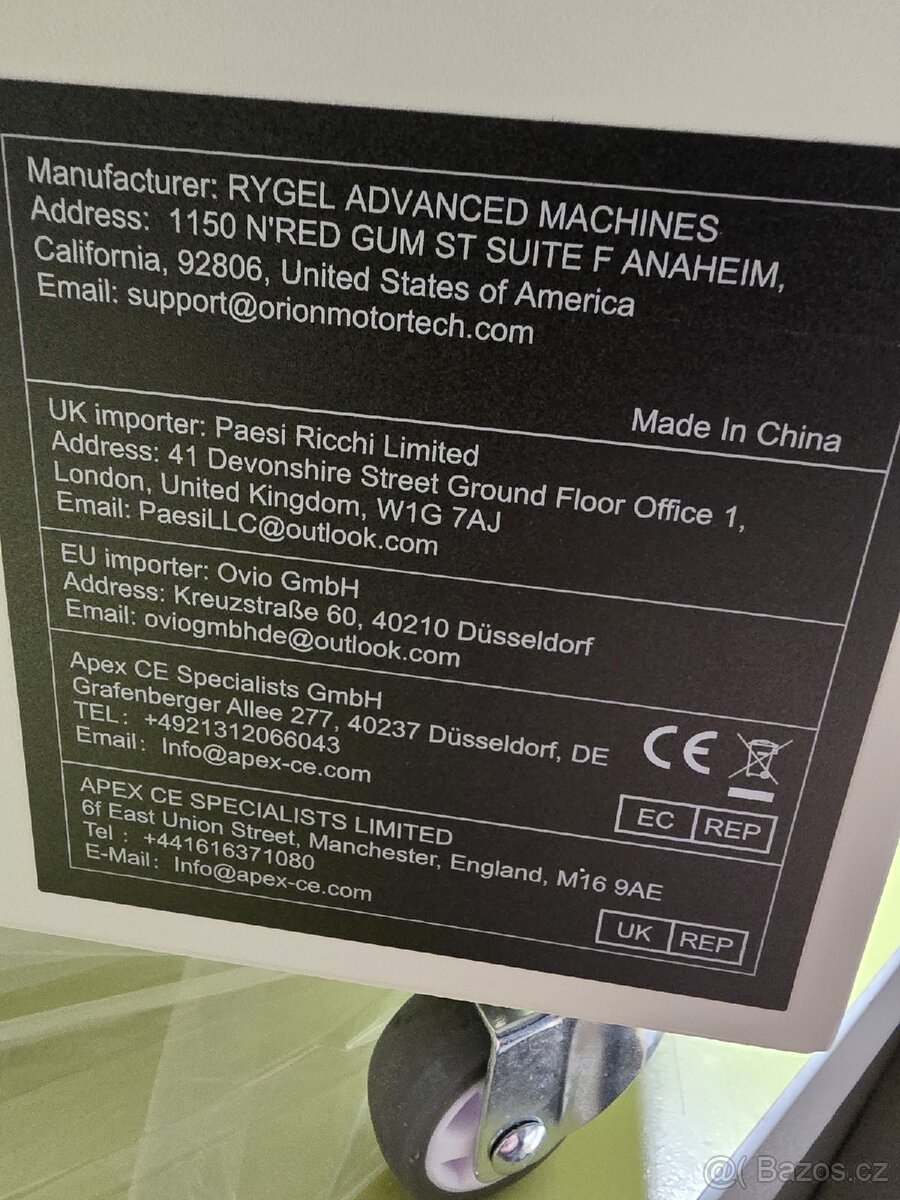 Manufacturer: RYGEL ADVANCED MACHINES
Address: 1150 N'RED GUM ST SUITE F ANAHEIM,
California, 92806, United States of America
Email: support@orionmotortech.com
Made In China
UK importer: Paesi Ricchi Limited
Address: 41 Devonshire Street Ground Floor Office 1,
London, United Kingdom, W1G 7AJ
Email: PaesiLLC@outlook.com
EU importer: Ovio GmbH
Address: Kreuzstraße 60, 40210 Düsseldorf
Email: oviogmbhde@outlook.com
Apex CE Specialists GmbH
Grafenberger Allee 277, 40237 Düsseldorf, DE
TEL: +4921312066043
Email: Info@apex-ce.com
CE
EC REP
APEX CE SPECIALISTS LIMITED
6f East Union Street, Manchester, England, M16 9AE
Tel: +441616371080
E-Mail: Info@apex-ce.com
UK REP
@( Bazos.cz